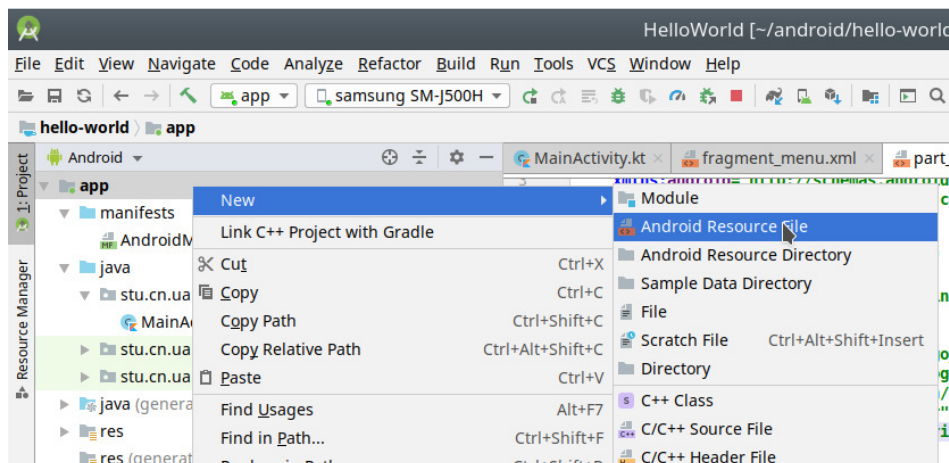 HelloWorld [~/android/hello-world
File Edit View Navigate Code Analyze Refactor Build Run Tools VCS Window Help
app samsung SM-J500H
hello-world app
Android MainActivity.kt fragment_menu.xml part_
1: Project
Resource Manager
app
manifests
AndroidM
java
stu.cn.ua
MainA
stu.cn.ua
stu.cn.ua
java (genera
res
res (generat
New
Link C++ Project with Gradle
Cut Ctrl+X
Copy Ctrl+C
Copy Path Ctrl+Shift+C
Copy Relative Path Ctrl+Alt+Shift+C
Paste Ctrl+V
Find Usages Alt+F7
Find in Path... Ctrl+Shift+F
Module
Android Resource File
Android Resource Directory
Sample Data Directory
File
Scratch File Ctrl+Alt+Shift+Insert
Directory
C++ Class
C/C++ Source File
C/C++ Header File